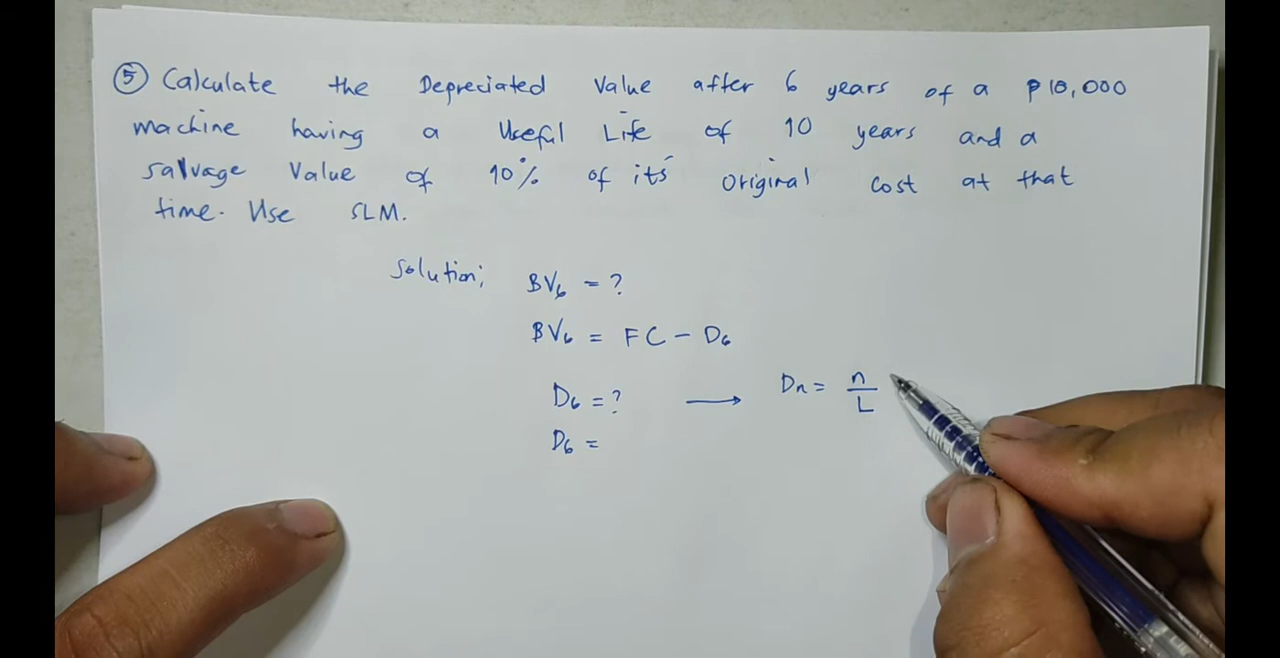 ⑤ Calculate the Depreciated Value after 6 years of a ₱10,000
machine having a Useful Life of 10 years and a
salvage Value of 10% of it's original cost at that
time. Use SLM.
Solution;
BV₆ = ?
BV₆ = FC - D₆
D₆ = ? → Dn = n/L
D₆ =